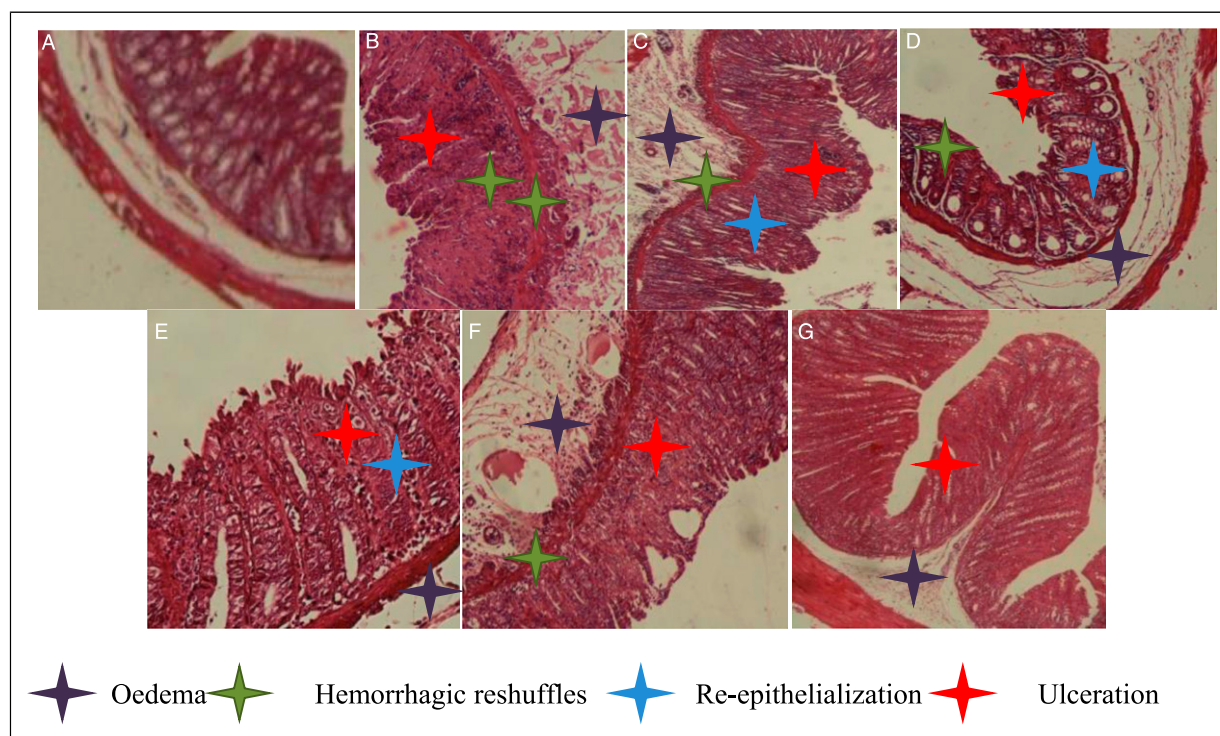 A
B
C
D
E
F
G
Oedema Hemorrhagic reshuffles Re-epithelialization Ulceration